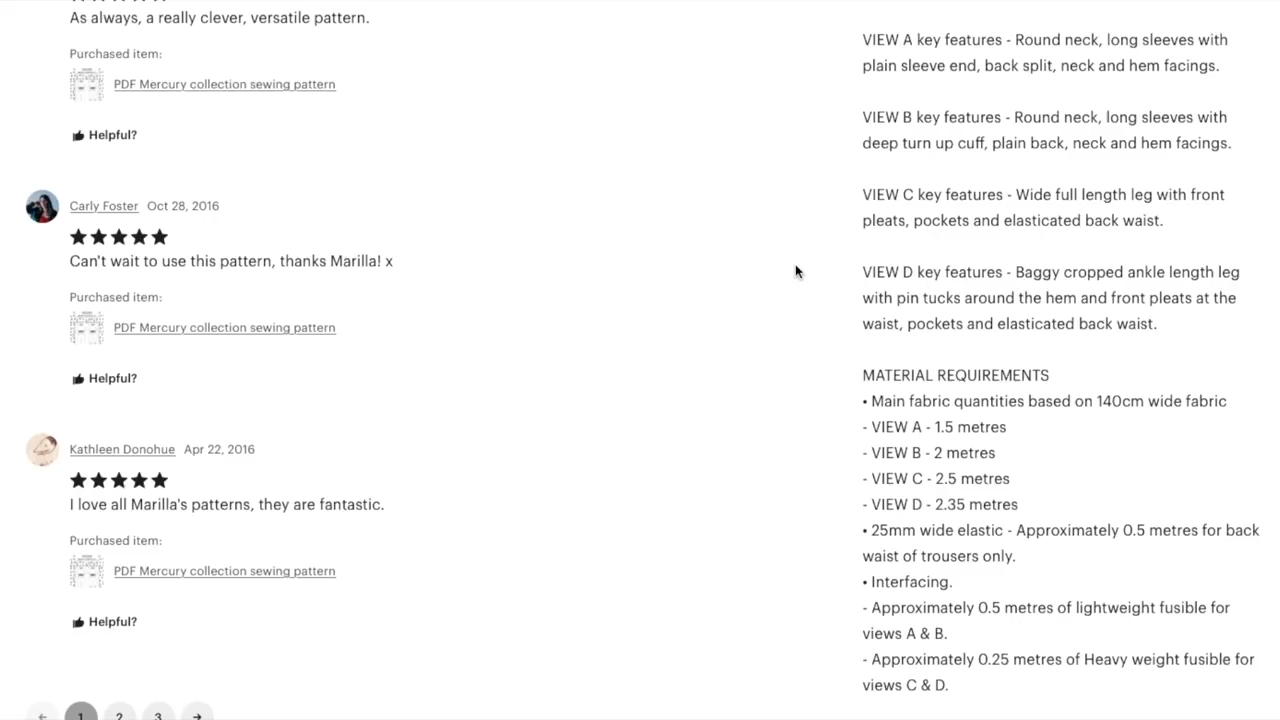 As always, a really clever, versatile pattern.
Purchased item:
PDF Mercury collection sewing pattern
Helpful?
Carly Foster Oct 28, 2016
Can't wait to use this pattern, thanks Marilla! x
Purchased item:
PDF Mercury collection sewing pattern
Helpful?
Kathleen Donohue Apr 22, 2016
I love all Marilla's patterns, they are fantastic.
Purchased item:
PDF Mercury collection sewing pattern
Helpful?
1 2 3
VIEW A key features - Round neck, long sleeves with
plain sleeve end, back split, neck and hem facings.
VIEW B key features - Round neck, long sleeves with
deep turn up cuff, plain back, neck and hem facings.
VIEW C key features - Wide full length leg with front
pleats, pockets and elasticated back waist.
VIEW D key features - Baggy cropped ankle length leg
with pin tucks around the hem and front pleats at the
waist, pockets and elasticated back waist.
MATERIAL REQUIREMENTS
• Main fabric quantities based on 140cm wide fabric
- VIEW A - 1.5 metres
- VIEW B - 2 metres
- VIEW C - 2.5 metres
- VIEW D - 2.35 metres
• 25mm wide elastic - Approximately 0.5 metres for back
waist of trousers only.
• Interfacing.
- Approximately 0.5 metres of lightweight fusible for
views A & B.
- Approximately 0.25 metres of Heavy weight fusible for
views C & D.